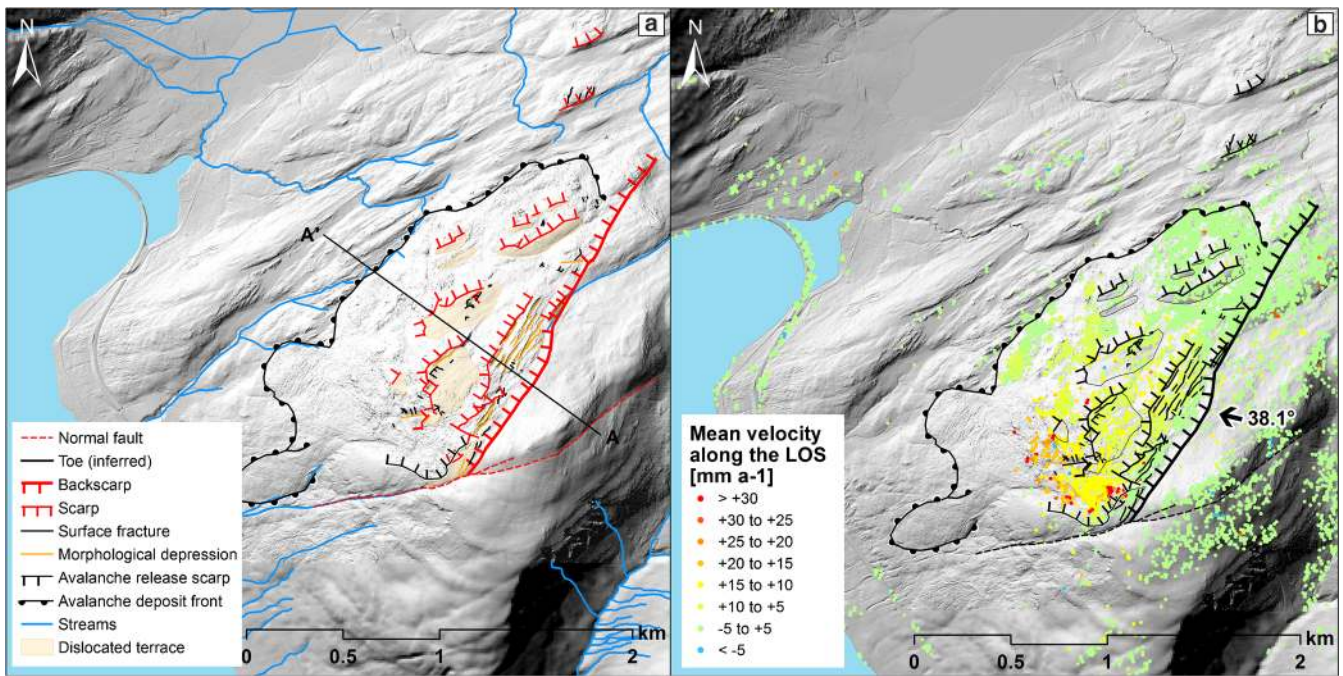 N
a
A'
A
Normal fault
Toe (inferred)
Backscarp
Scarp
Surface fracture
Morphological depression
Avalanche release scarp
Avalanche deposit front
Streams
Dislocated terrace
km
0 0.5 1 2
N
b
38.1°
Mean velocity
along the LOS
[mm a-1]
> +30
+30 to +25
+25 to +20
+20 to +15
+15 to +10
+10 to +5
-5 to +5
< -5
km
0 0.5 1 2